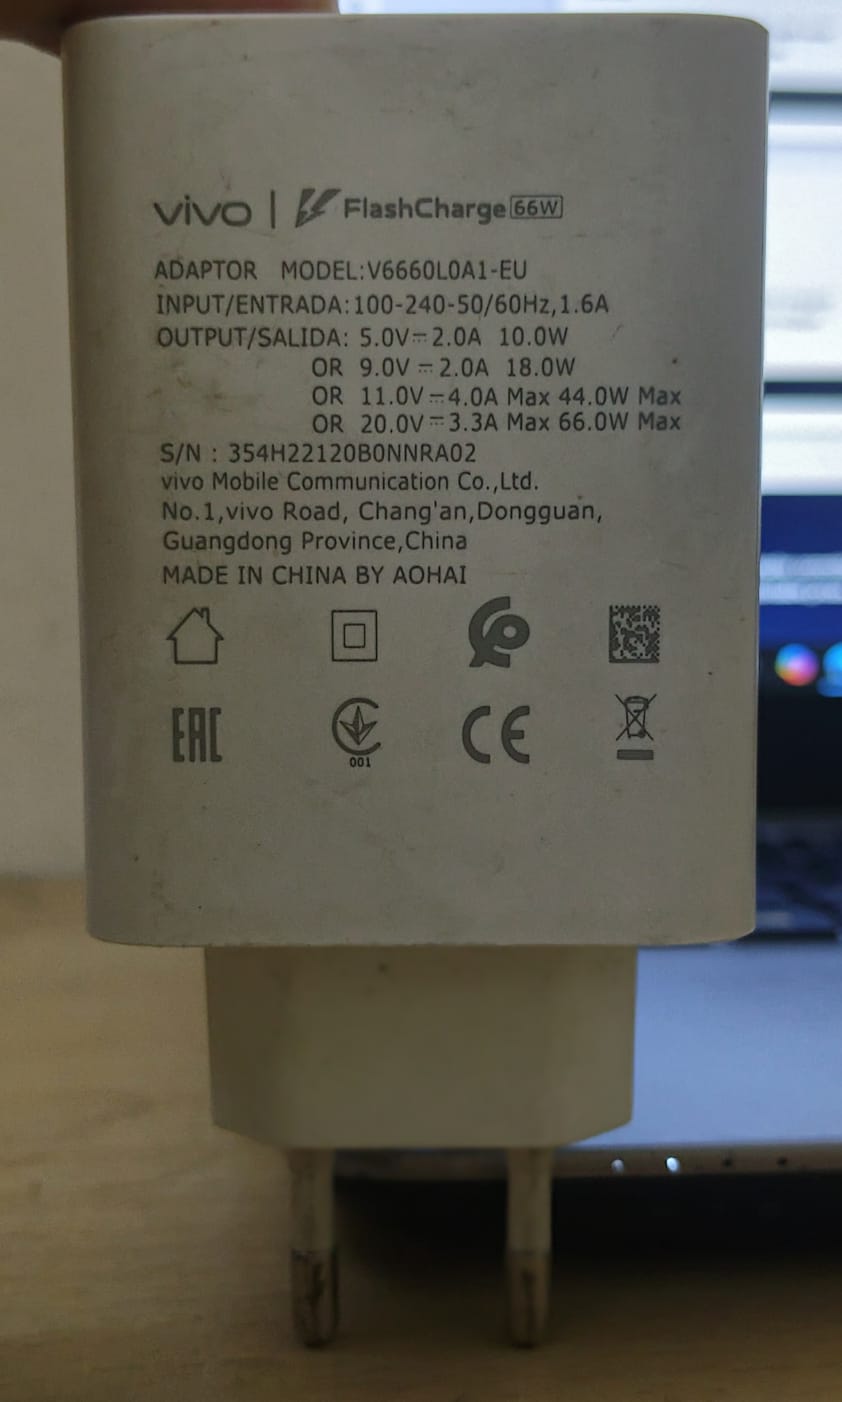 vivo | FlashCharge 66W
ADAPTOR MODEL:V6660L0A1-EU
INPUT/ENTRADA:100-240-50/60Hz,1.6A
OUTPUT/SALIDA: 5.0V⎓2.0A 10.0W
OR 9.0V⎓2.0A 18.0W
OR 11.0V⎓4.0A Max 44.0W Max
OR 20.0V⎓3.3A Max 66.0W Max
S/N : 354H22120B0NNRA02
vivo Mobile Communication Co.,Ltd.
No.1,vivo Road, Chang'an,Dongguan,
Guangdong Province,China
MADE IN CHINA BY AOHAI
EAC
001
CE